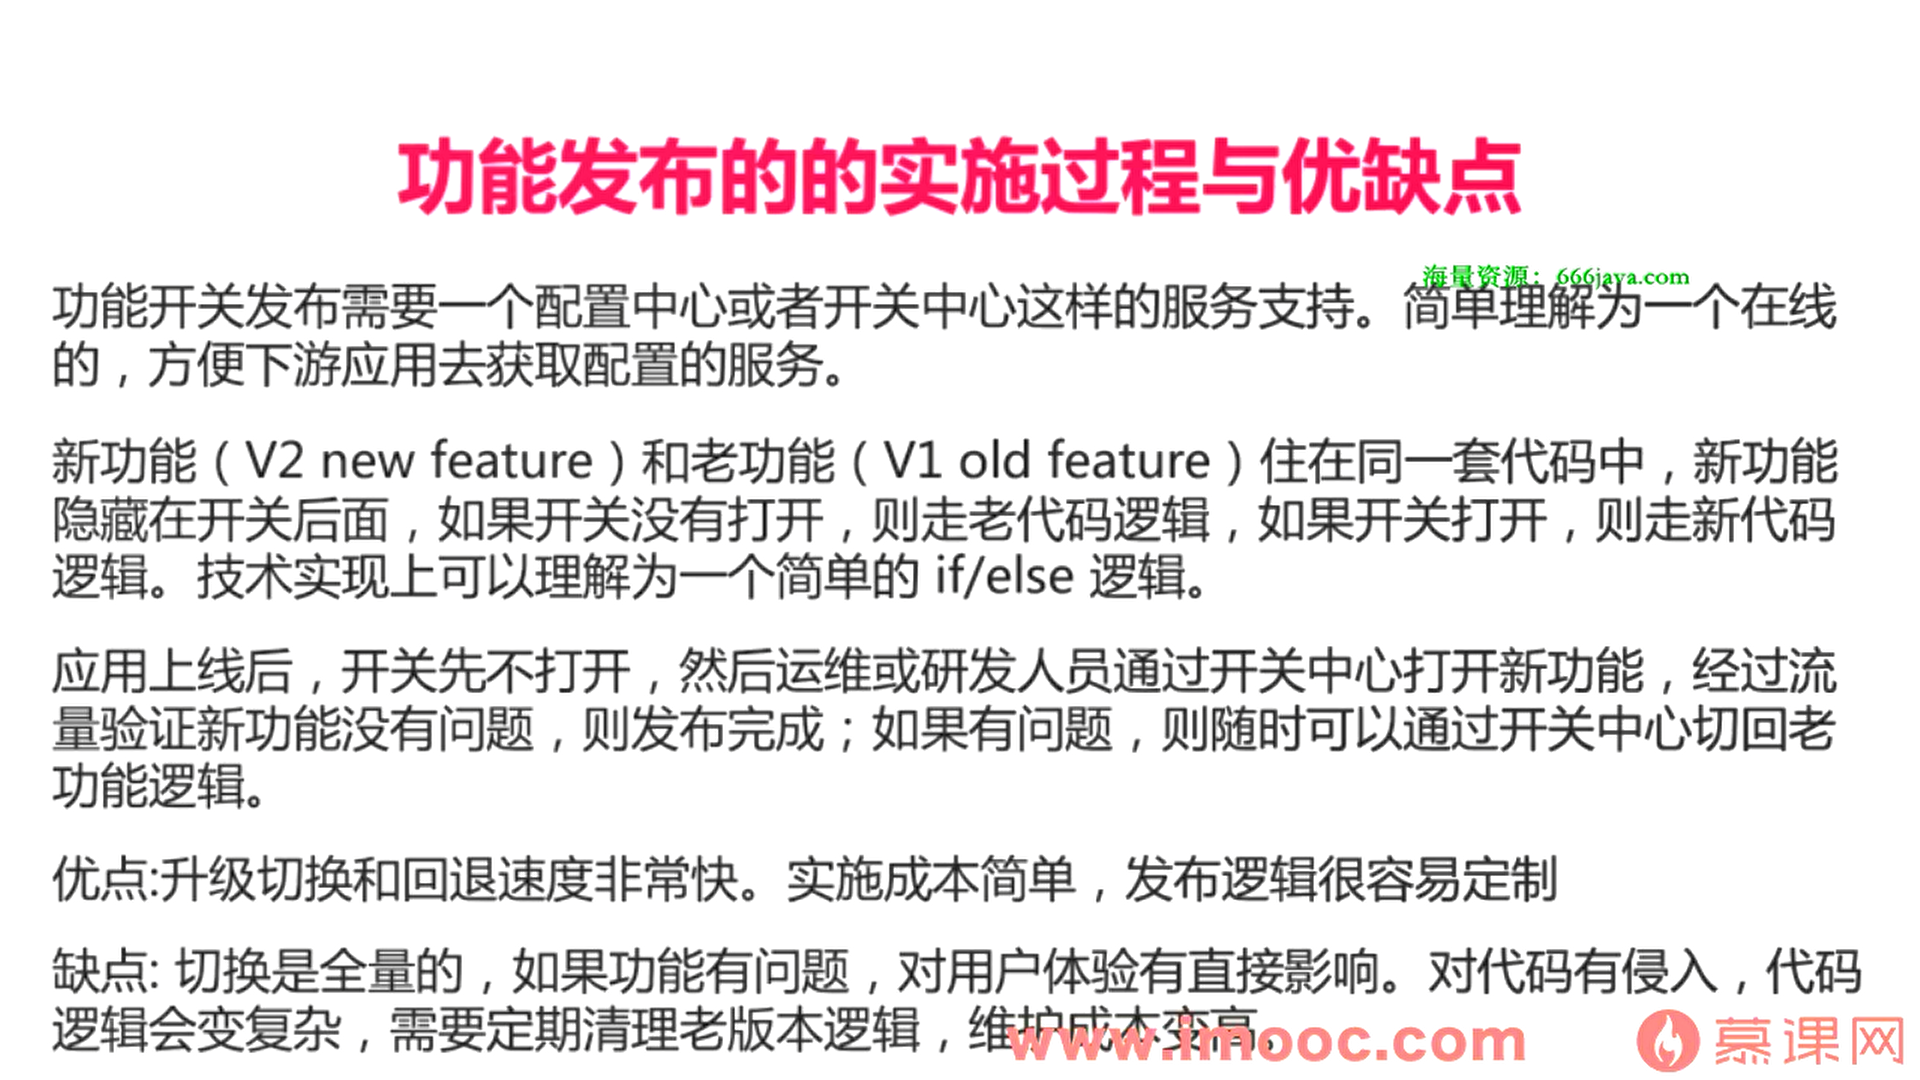 功能发布的的实施过程与优缺点
海量资源：666java.com
功能开关发布需要一个配置中心或者开关中心这样的服务支持。简单理解为一个在线
的，方便下游应用去获取配置的服务。
新功能（V2 new feature）和老功能（V1 old feature）住在同一套代码中，新功能
隐藏在开关后面，如果开关没有打开，则走老代码逻辑，如果开关打开，则走新代码
逻辑。技术实现上可以理解为一个简单的 if/else 逻辑。
应用上线后，开关先不打开，然后运维或研发人员通过开关中心打开新功能，经过流
量验证新功能没有问题，则发布完成；如果有问题，则随时可以通过开关中心切回老
功能逻辑。
优点:升级切换和回退速度非常快。实施成本简单，发布逻辑很容易定制
缺点: 切换是全量的，如果功能有问题，对用户体验有直接影响。对代码有侵入，代码
逻辑会变复杂，需要定期清理老版本逻辑，维护成本变高。
www.imooc.com
慕课网